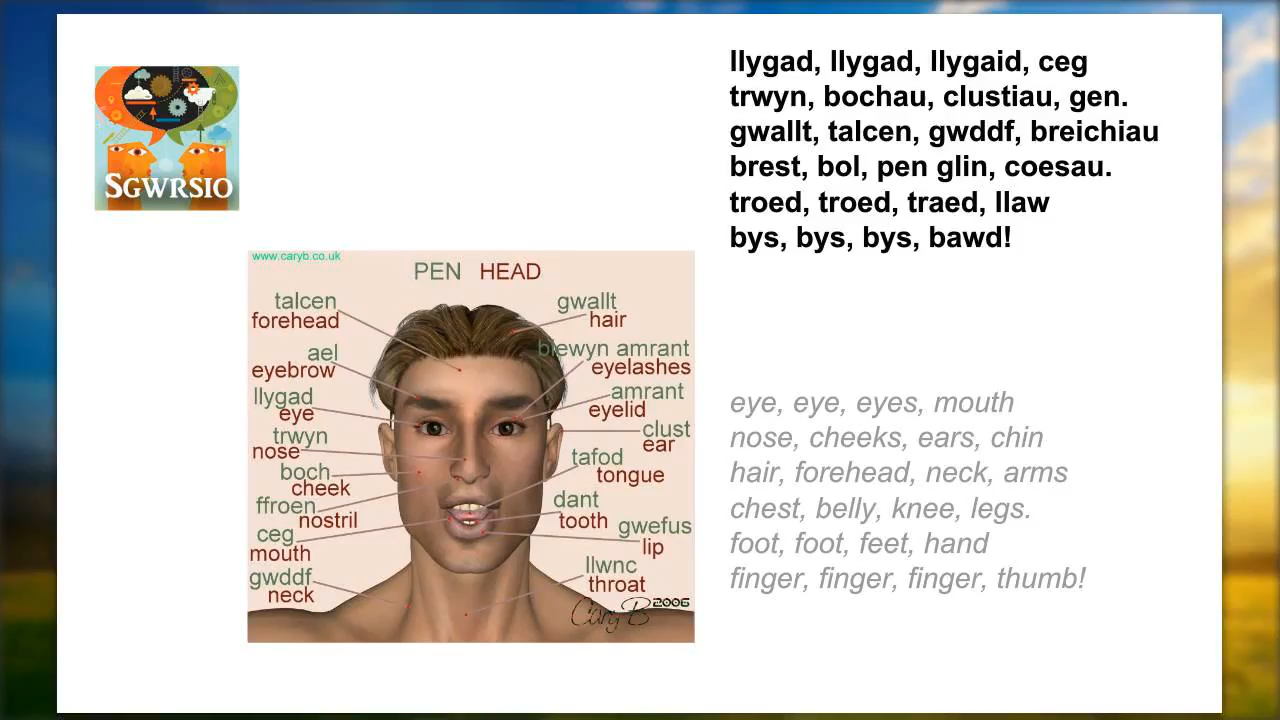 SGWRSIO
llygad, llygad, llygaid, ceg
trwyn, bochau, clustiau, gen.
gwallt, talcen, gwddf, breichiau
brest, bol, pen glin, coesau.
troed, troed, traed, llaw
bys, bys, bys, bawd!
www.caryb.co.uk
PEN HEAD
talcen
forehead
ael
eyebrow
llygad
eye
trwyn
nose
boch
cheek
ffroen
nostril
ceg
mouth
gwddf
neck
gwallt
hair
blewyn amrant
eyelashes
amrant
eyelid
clust
ear
tafod
tongue
dant
tooth
gwefus
lip
llwnc
throat
Cary B 2006
eye, eye, eyes, mouth
nose, cheeks, ears, chin
hair, forehead, neck, arms
chest, belly, knee, legs.
foot, foot, feet, hand
finger, finger, finger, thumb!